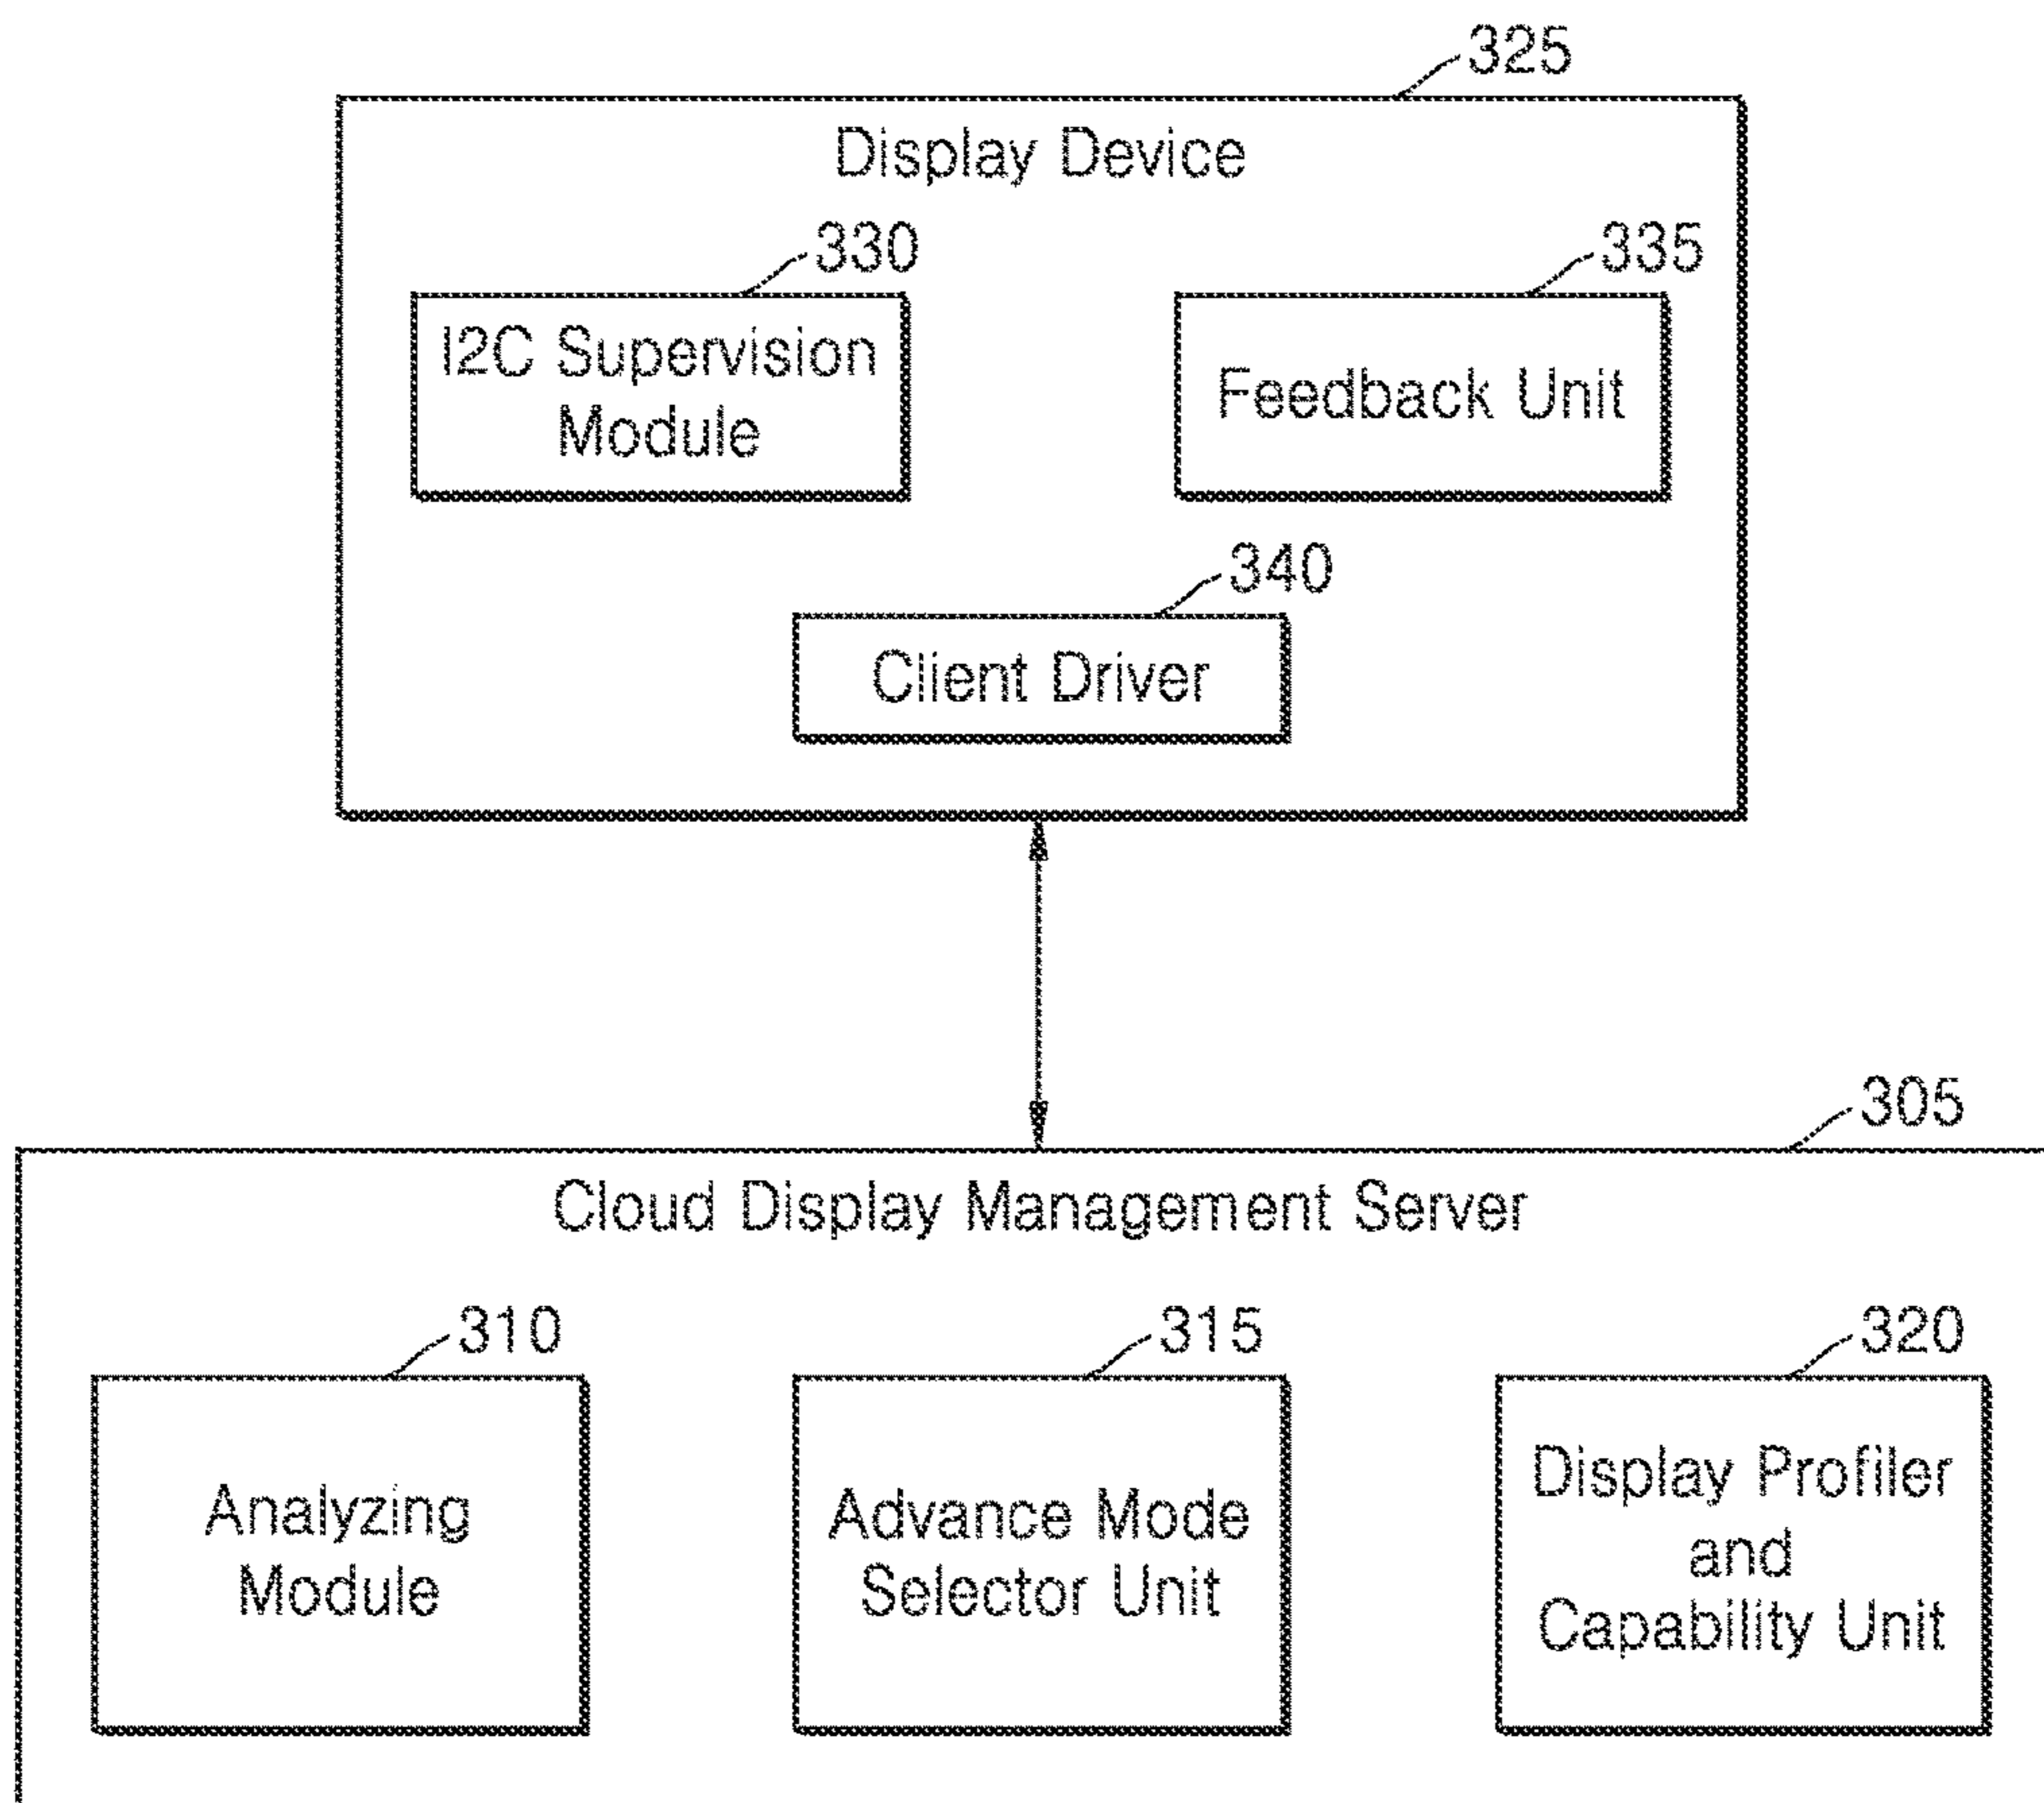 325
Display Device
330
335
I2C Supervision
Module
Feedback Unit
340
Client Driver
305
Cloud Display Management Server
310
315
320
Analyzing
Module
Advance Mode
Selector Unit
Display Profiler
and
Capability Unit